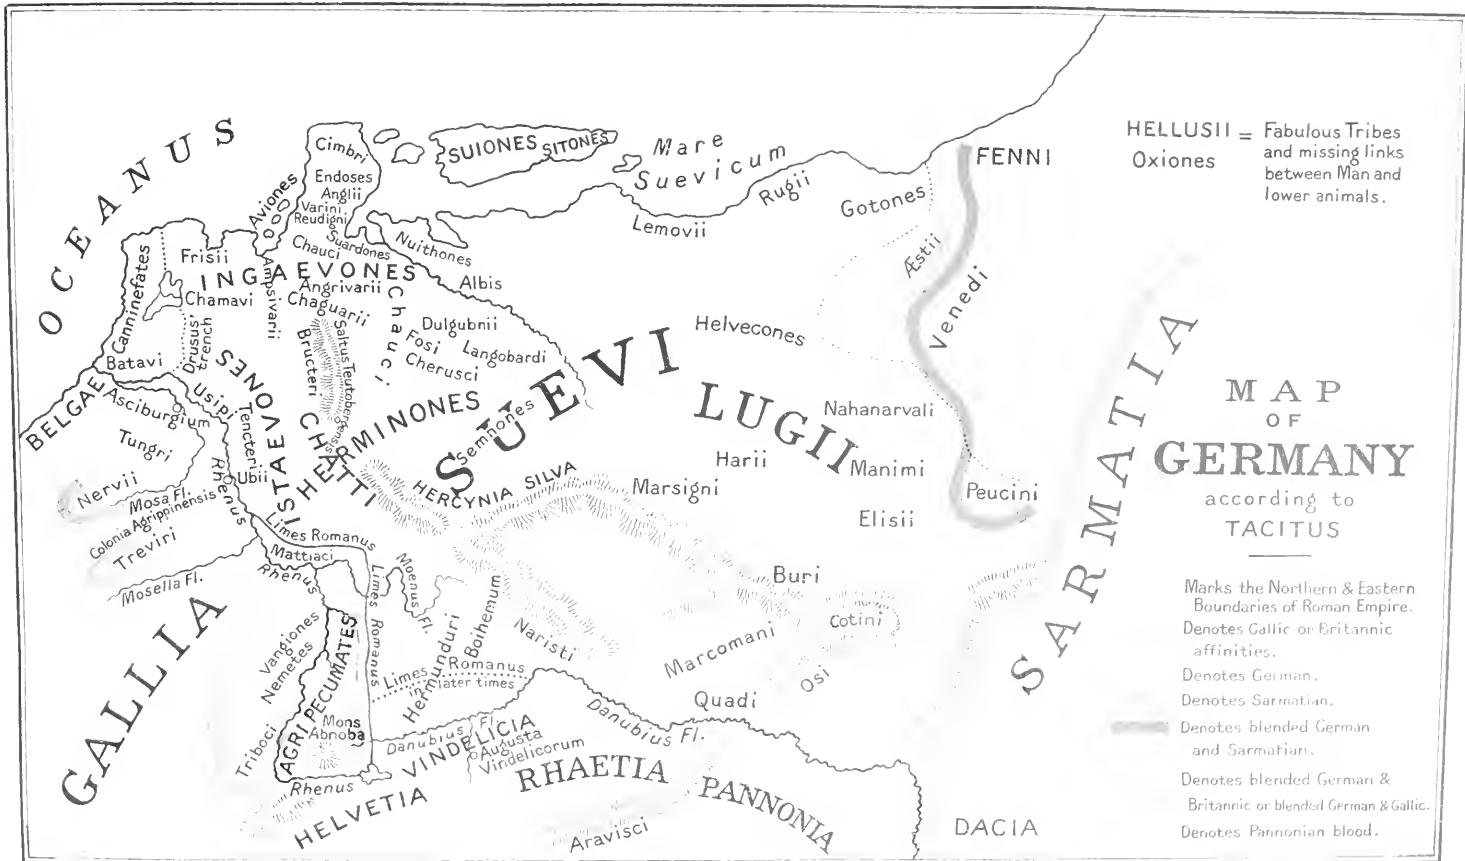 OCEANUS
Cimbri
Endoses
Anglii
Varini
Reudigni
Aviones
Suardones
Nuithones
SUIONES SITONES
Mare
Suevicum
Rugii
Lemovii
Gotones
Æstii
Venedi
FENNI
HELLUSII = Fabulous Tribes
Oxiones and missing links
between Man and
lower animals.
Canninefates
Frisii
Chauci
INGAEVONES
Ampsivarii
Angrivarii
Chamavi
Chaguarii
Chauci
Albis
Batavi
Drusus'
trench
Bructeri
Saltus Teutobergensis
Dulgubnii
Fosi
Langobardi
Cherusci
Helvecones
BELGAE
Asciburgium
Usipi
Tencteri
ISTAEVONES
CHATTI
HERMINONES
SUEVI
Semnones
LUGII
Nahanarvali
Harii
Manimi
Marsigni
Elisii
Peucini
SARMATIA
MAP
OF
GERMANY
according to
TACITUS
Tungri
Nervii
Mosa Fl.
Rhenus
Ubii
Colonia Agrippinensis
Treviri
Mosella Fl.
HERCYNIA SILVA
Limes Romanus
Mattiaci
Rhenus
Limes Romanus
Moenus Fl.
Hermunduri
Boihemum
Naristi
Buri
Cotini
Marcomani
Osi
Quadi
GALLIA
Vangiones
Nemetes
Triboci
AGRI PECUMATES
Mons
Abnoba
Rhenus
Limes Romanus
in later times
Danubius Fl.
VINDELICIA
Augusta
Vindelicorum
Danubius Fl.
HELVETIA
RHAETIA
PANNONIA
Aravisci
DACIA
Marks the Northern & Eastern
Boundaries of Roman Empire.
Denotes Gallic or Britannic
affinities.
Denotes German.
Denotes Sarmatian.
Denotes blended German
and Sarmatian.
Denotes blended German &
Britannic or blended German & Gallic.
Denotes Pannonian blood.